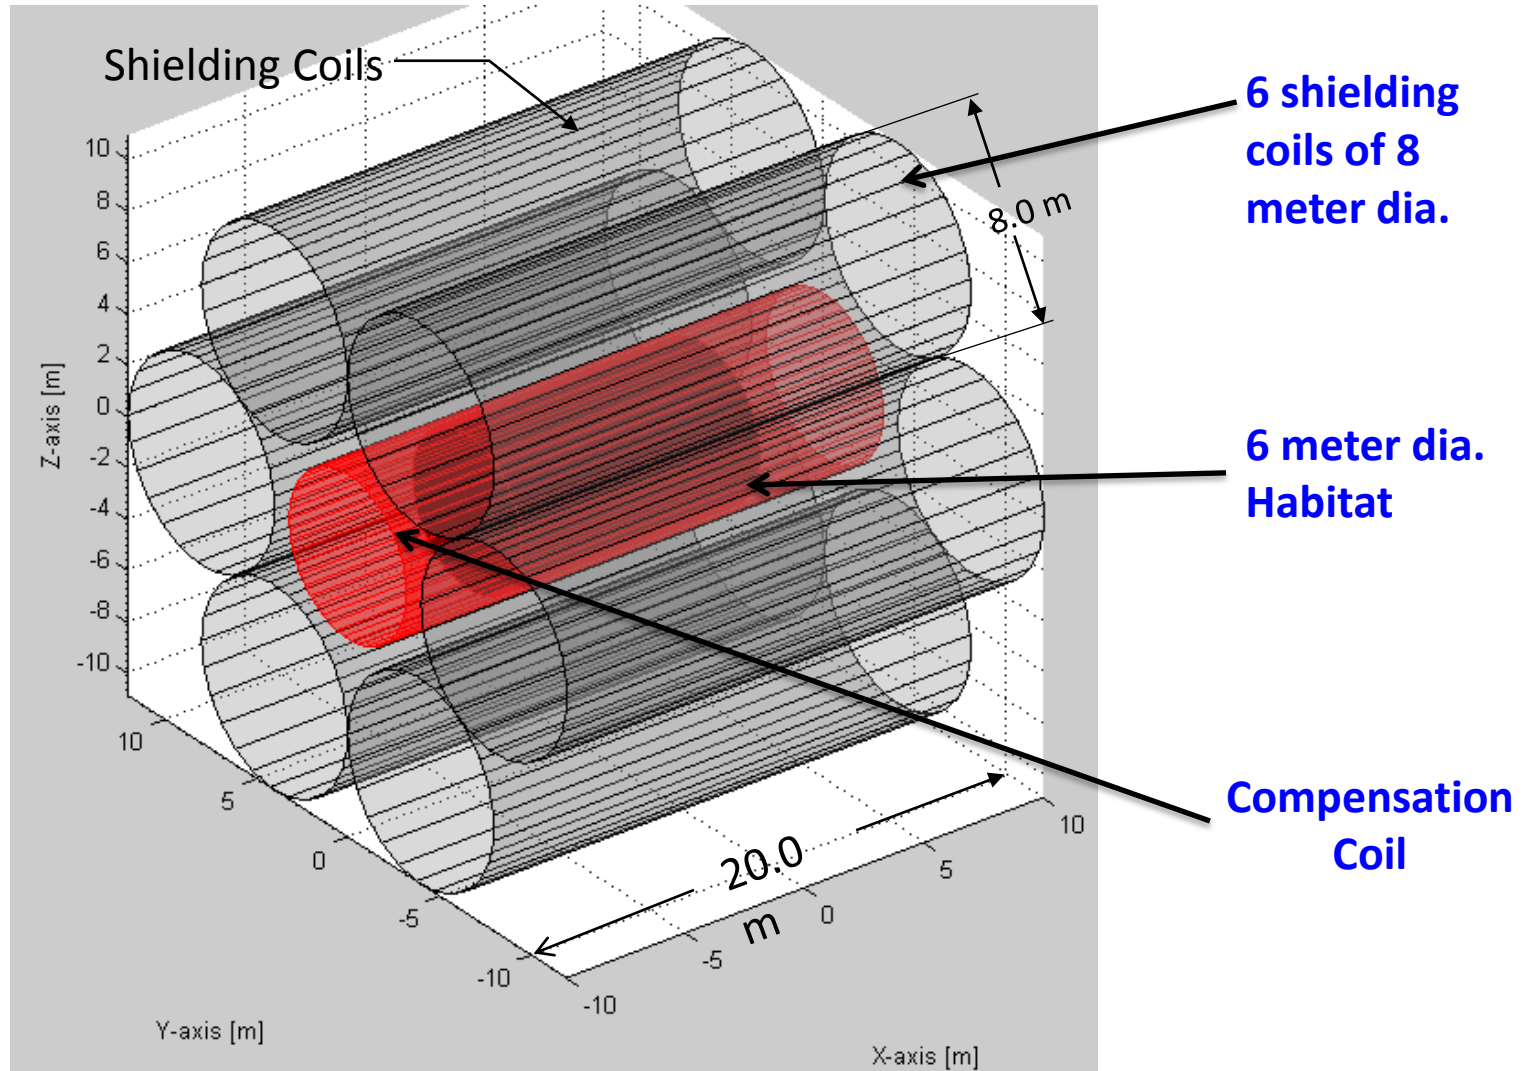 Shielding Coils
6 shielding
coils of 8
meter dia.
8.0 m
6 meter dia.
Habitat
Compensation
Coil
20.0
m
Z-axis [m]
10
8
6
4
2
0
-2
-4
-6
-8
-10
Y-axis [m]
10
5
0
-5
-10
X-axis [m]
-10
-5
0
5
10